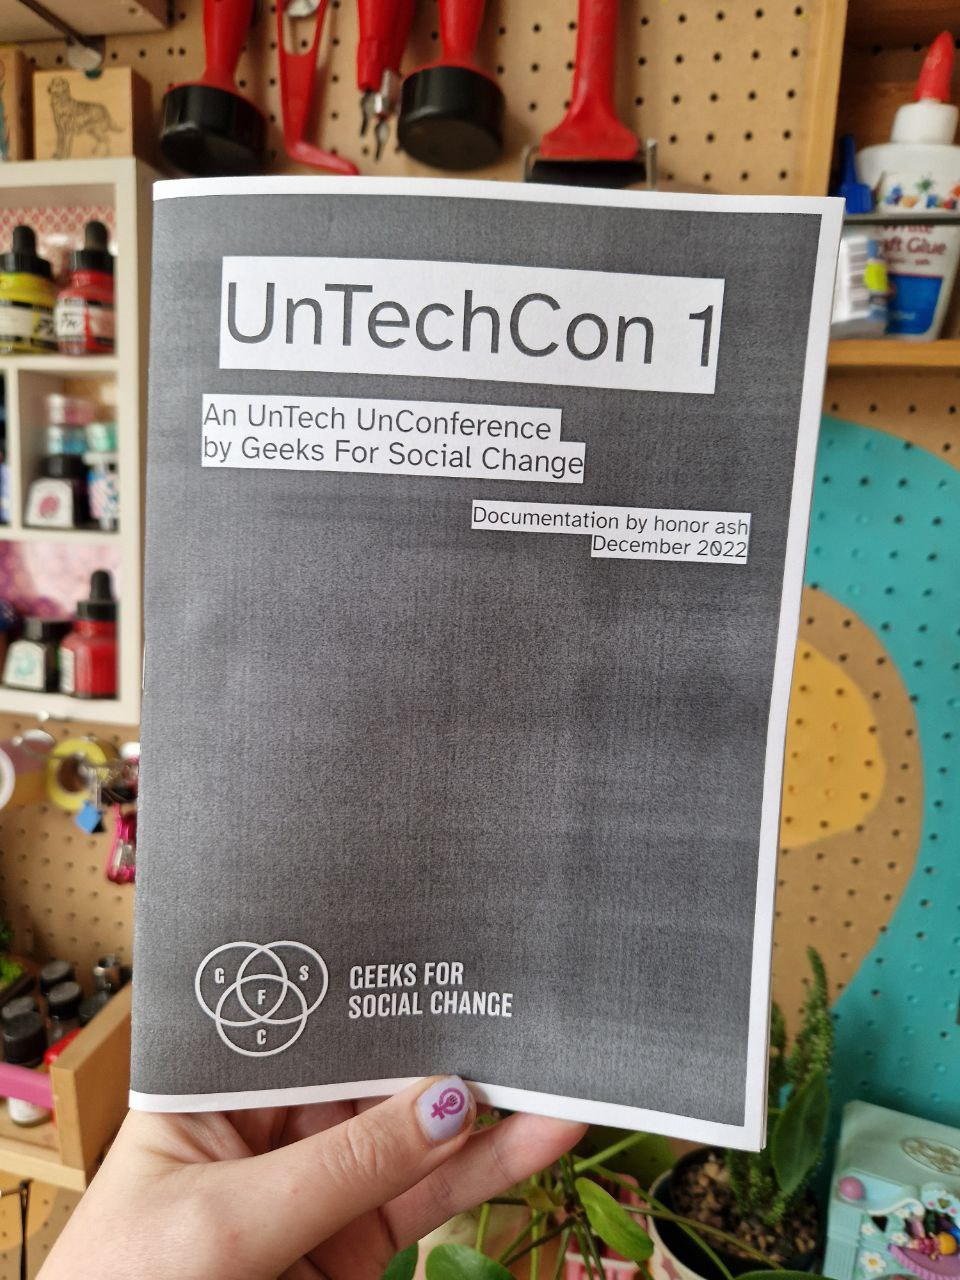 UnTechCon 1
An UnTech UnConference
by Geeks For Social Change
Documentation by honor ash
December 2022
G S
F
C
GEEKS FOR
SOCIAL CHANGE
Glue